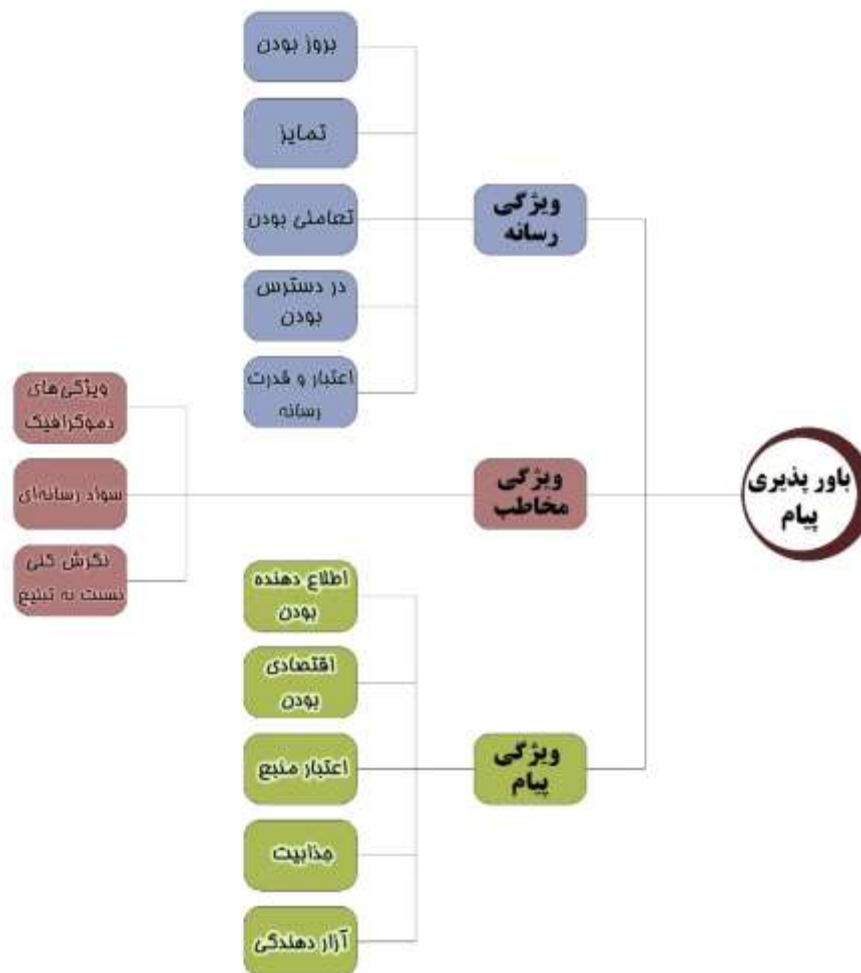 باور پذیری
پیام
ویژگی
رسانه
بروز بودن
تمایز
تعاملی بودن
در دسترس
بودن
اعتبار و قدرت
رسانه
ویژگی
مخاطب
ویژگی‌های
دموگرافیک
سواد رسانه‌ای
نگرش کلی
نسبت به تبلیغ
ویژگی
پیام
اطلاع دهنده
بودن
اقتصادی
بودن
اعتبار منبع
جذابیت
آزار دهندگی